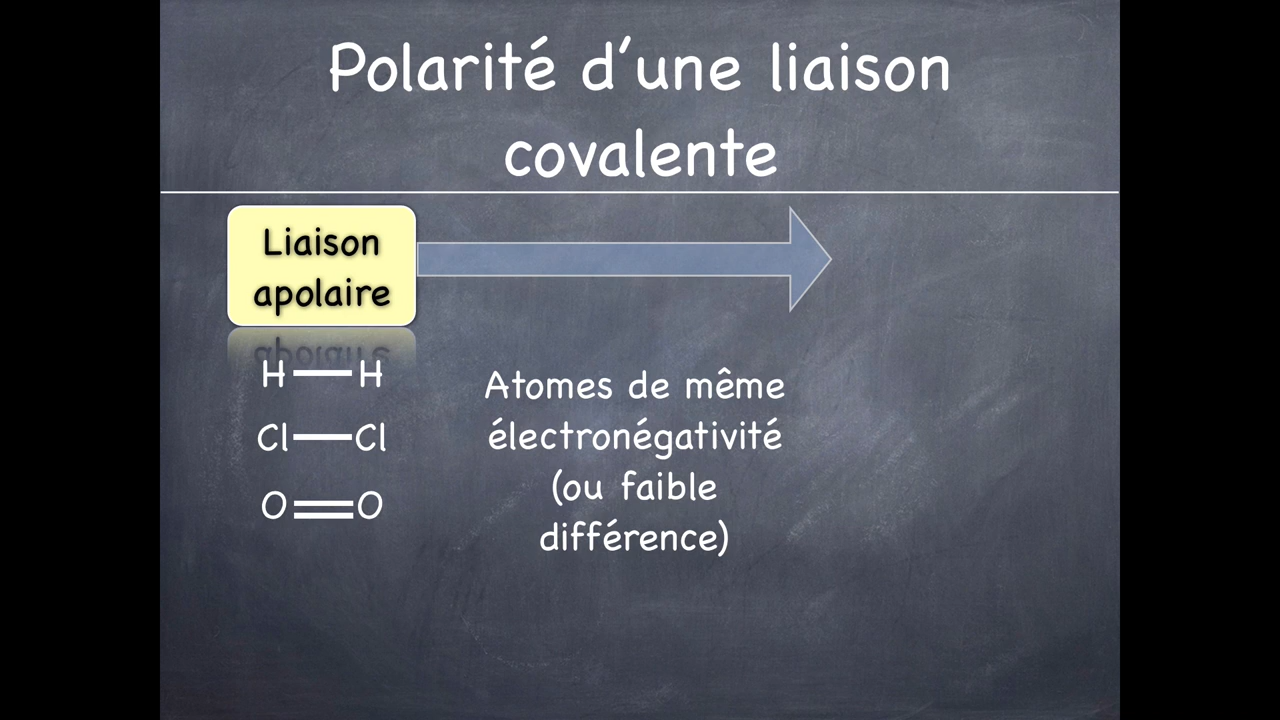 Polarité d'une liaison
covalente
Liaison
apolaire
H H
Cl Cl
O O
Atomes de même
électronégativité
(ou faible
différence)